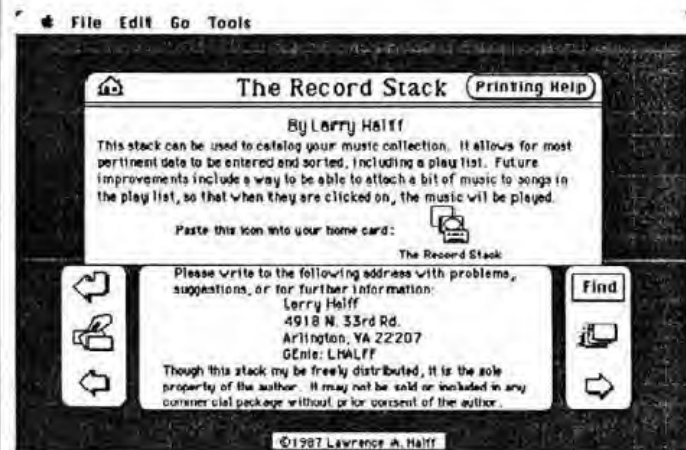 File Edit Go Tools
The Record Stack
Printing Help
By Larry Halff
This stack can be used to catalog your music collection. It allows for most
pertinent data to be entered and sorted, including a play list. Future
improvements include a way to be able to attach a bit of music to songs in
the play list, so that when they are clicked on, the music will be played.
Paste this icon into your home card:
The Record Stack
Please write to the following address with problems,
suggestions, or for further information:
Larry Halff
4918 N. 33rd Rd.
Arlington, VA 22207
GEnie: LHALFF
Though this stack my be freely distributed, it is the sole
property of the author. It may not be sold or included in any
commercial package without prior consent of the author.
Find
©1987 Lawrence A. Halff